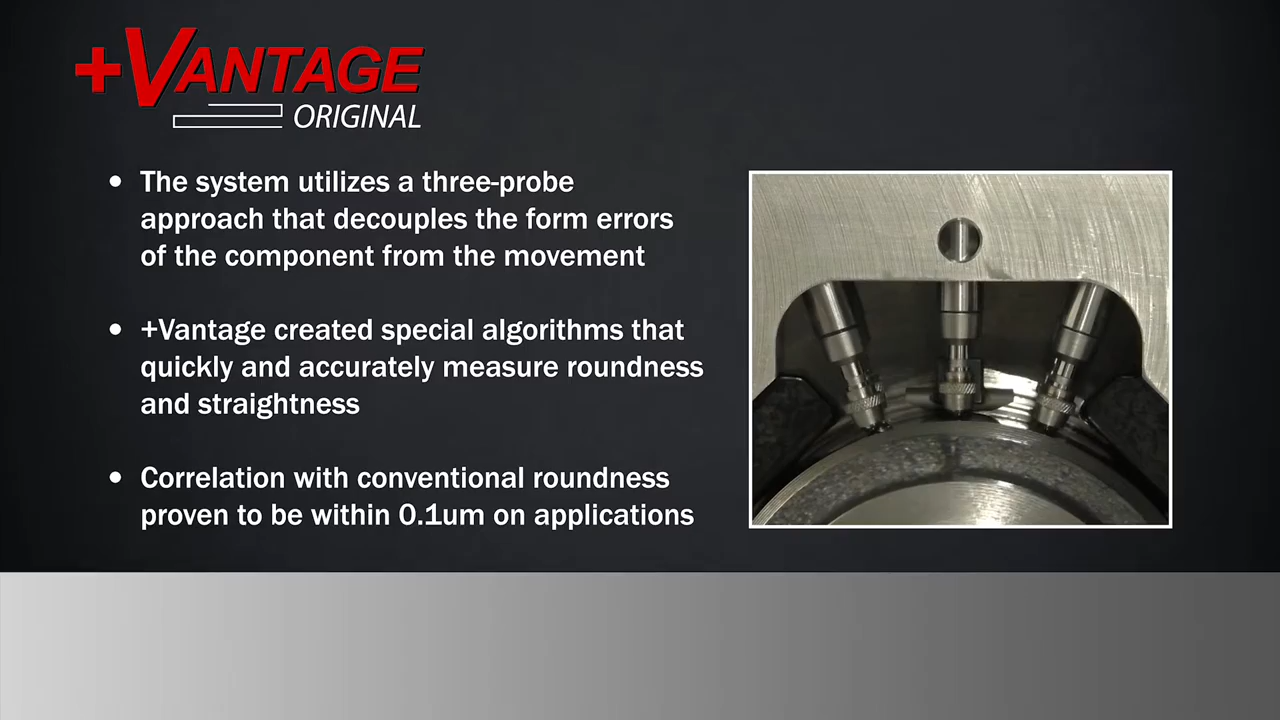 +VANTAGE
ORIGINAL
• The system utilizes a three-probe
approach that decouples the form errors
of the component from the movement
• +Vantage created special algorithms that
quickly and accurately measure roundness
and straightness
• Correlation with conventional roundness
proven to be within 0.1um on applications